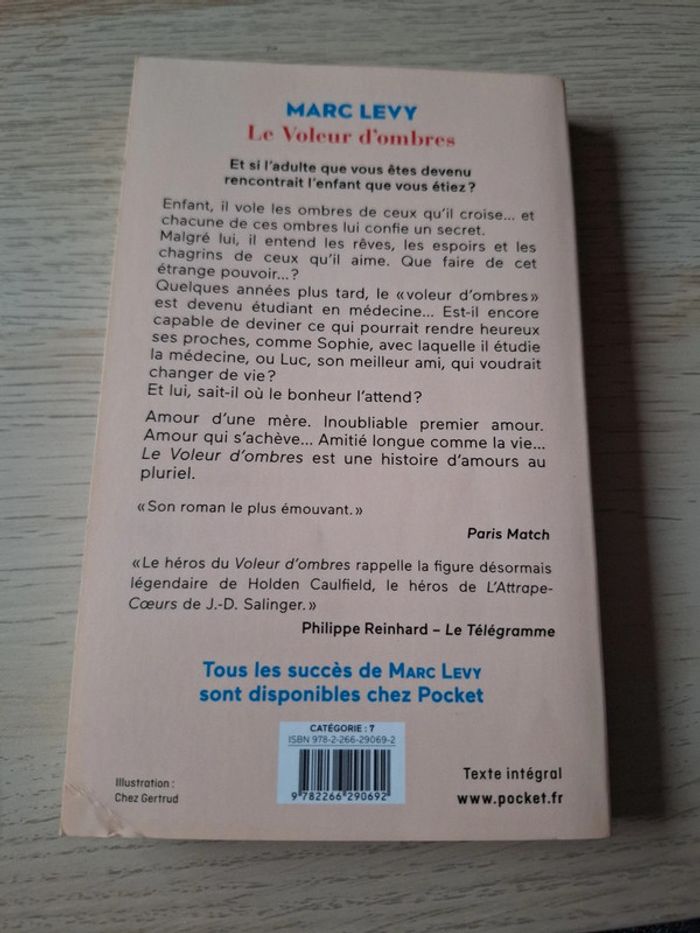 MARC LEVY
Le Voleur d'ombres
Et si l'adulte que vous êtes devenu
rencontrait l'enfant que vous étiez ?
Enfant, il vole les ombres de ceux qu'il croise... et
chacune de ces ombres lui confie un secret.
Malgré lui, il entend les rêves, les espoirs et les
chagrins de ceux qu'il aime. Que faire de cet
étrange pouvoir...?
Quelques années plus tard, le «voleur d'ombres»
est devenu étudiant en médecine... Est-il encore
capable de deviner ce qui pourrait rendre heureux
ses proches, comme Sophie, avec laquelle il étudie
la médecine, ou Luc, son meilleur ami, qui voudrait
changer de vie ?
Et lui, sait-il où le bonheur l'attend ?
Amour d'une mère. Inoubliable premier amour.
Amour qui s'achève... Amitié longue comme la vie...
Le Voleur d'ombres est une histoire d'amours au
pluriel.
«Son roman le plus émouvant.»
Paris Match
«Le héros du Voleur d'ombres rappelle la figure désormais
légendaire de Holden Caulfield, le héros de L'Attrape-
Cœurs de J.-D. Salinger.»
Philippe Reinhard – Le Télégramme
Tous les succès de MARC LEVY
sont disponibles chez Pocket
CATÉGORIE : 7
ISBN 978-2-266-29069-2
9 782266 290692
Illustration :
Chez Gertrud
Texte intégral
www.pocket.fr